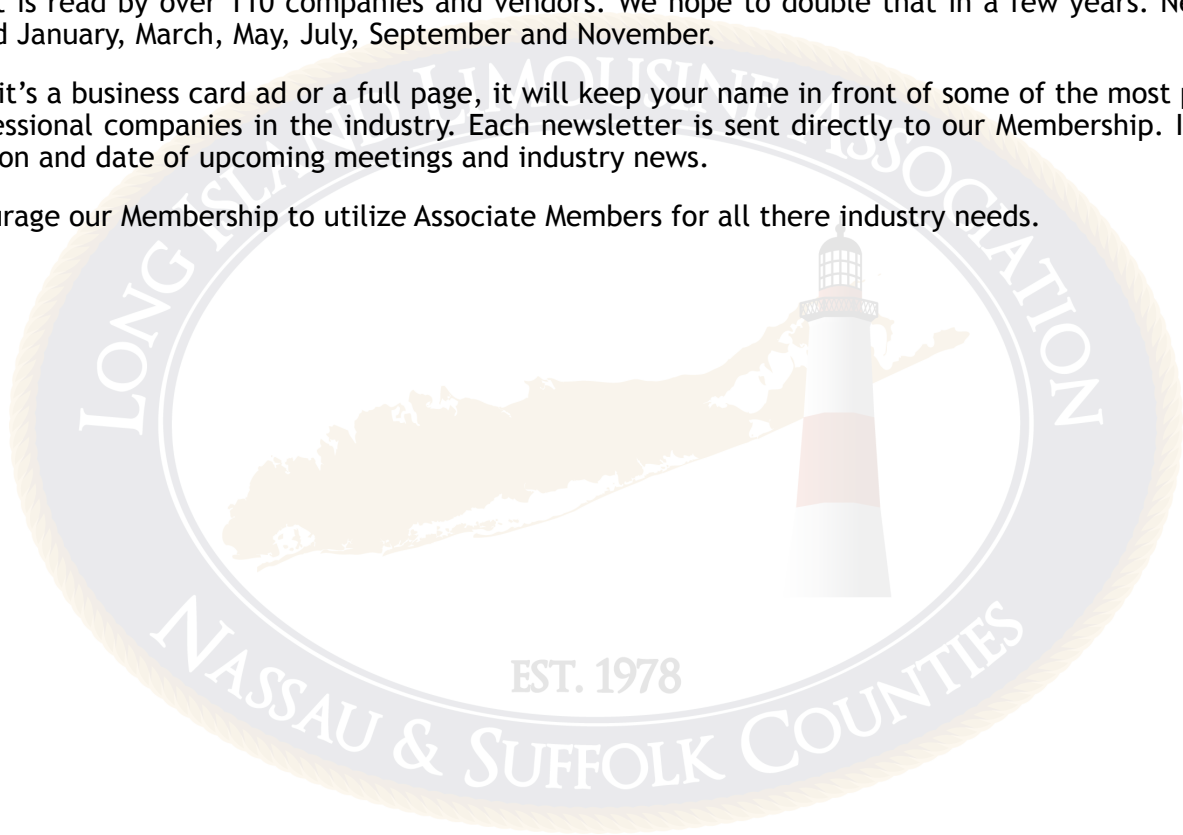 is read by over 110 companies and vendors. We hope to double that in a few years.
January, March, May, July, September and November.
it’s a business card ad or a full page, it will keep your name in front of some of the most
companies in the industry. Each newsletter is sent directly to our Membership.
and date of upcoming meetings and industry news.
our Membership to utilize Associate Members for all there industry needs.
LONG ISLAND LIMOUSINE ASSOCIATION
EST. 1978
NASSAU & SUFFOLK COUNTIES